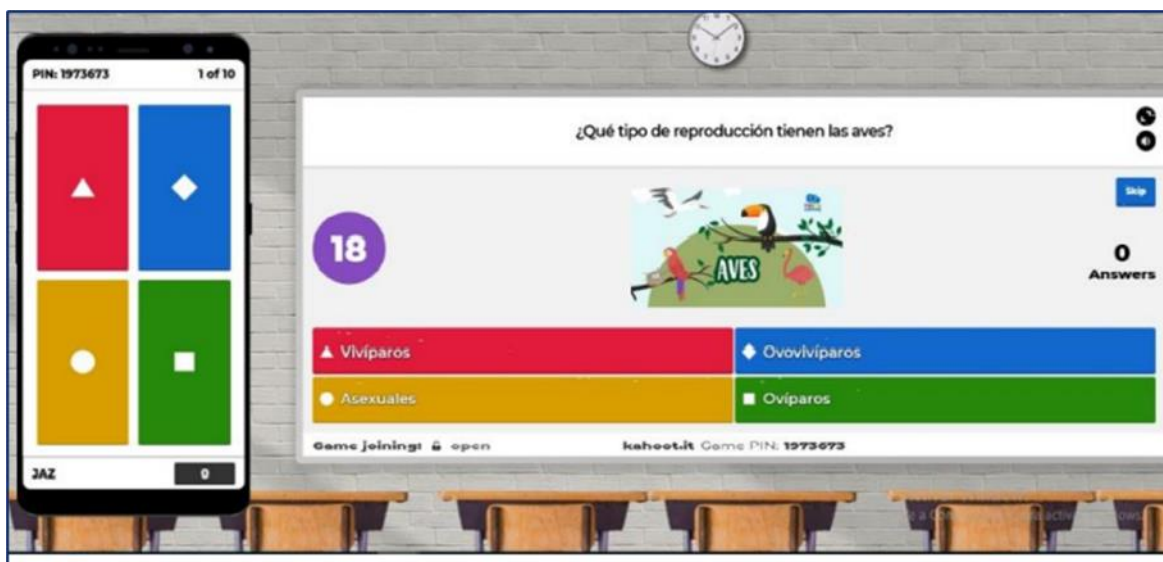 PIN: 1973673 1 of 10
JAZ 0
¿Qué tipo de reproducción tienen las aves?
Skip
18
AVES
0
Answers
Vivíparos
Ovovivíparos
Asexuales
Ovíparos
Game joining: open
kahoot.it Game PIN: 1973673